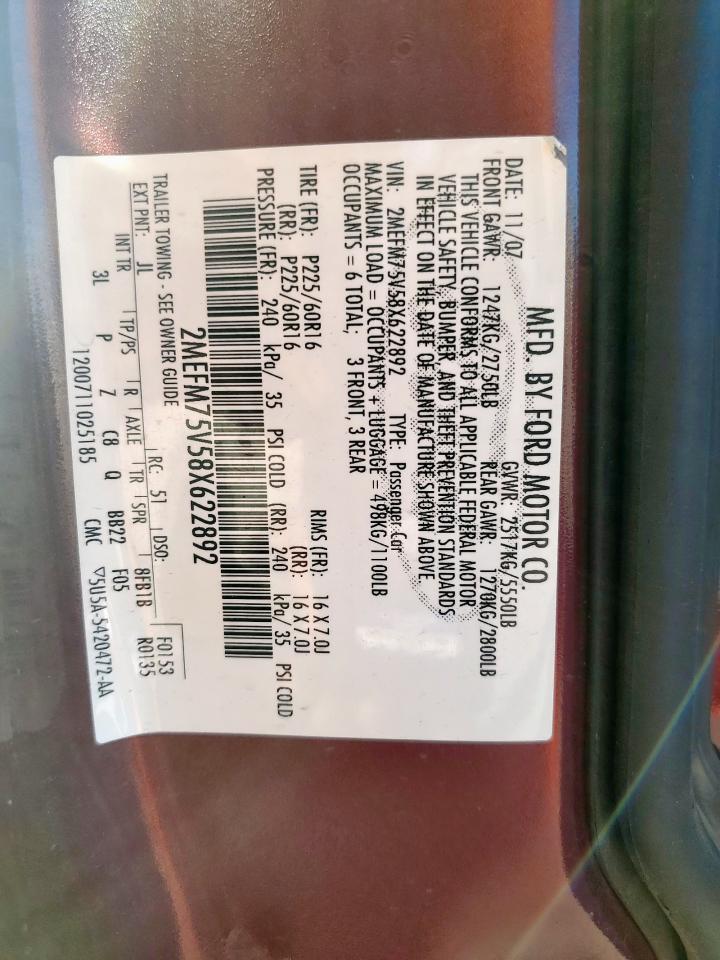 MFD. BY FORD MOTOR CO.
DATE: 11/07 GVWR: 2517KG/5550LB
FRONT GAWR: 1247KG/2750LB REAR GAWR: 1270KG/2800LB
THIS VEHICLE CONFORMS TO ALL APPLICABLE FEDERAL MOTOR
VEHICLE SAFETY, BUMPER, AND THEFT PREVENTION STANDARDS
IN EFFECT ON THE DATE OF MANUFACTURE SHOWN ABOVE.
VIN: 2MEFM75V58X622892 TYPE: Passenger Car
MAXIMUM LOAD = OCCUPANTS + LUGGAGE = 498KG/1100LB
OCCUPANTS = 6 TOTAL, 3 FRONT, 3 REAR
TIRE (FR): P225/60R16 RIMS (FR): 16 X 7.0J
(RR): P225/60R16 (RR): 16 X 7.0J
PRESSURE (FR): 240 kPa/ 35 PSI COLD (RR): 240 kPa/ 35 PSI COLD
2MEFM75V58X622892
TRAILER TOWING - SEE OWNER GUIDE
EXT PNT: JL RC: 51 DSO: F0153
R0135
INT TR TP/PS R AXLE TR SPR 8FB1B
3L P Z C8 Q BB22 F05
1200711025185 CMC ▽5U5A-5420472-AA